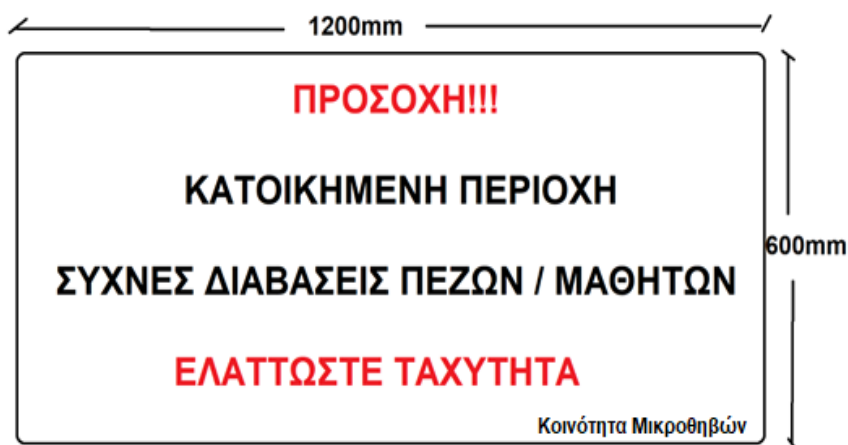 1200mm
ΠΡΟΣΟΧΗ!!!
ΚΑΤΟΙΚΗΜΕΝΗ ΠΕΡΙΟΧΗ
600mm
ΣΥΧΝΕΣ ΔΙΑΒΑΣΕΙΣ ΠΕΖΩΝ / ΜΑΘΗΤΩΝ
ΕΛΑΤΤΩΣΤΕ ΤΑΧΥΤΗΤΑ
Κοινότητα Μικροθηβών